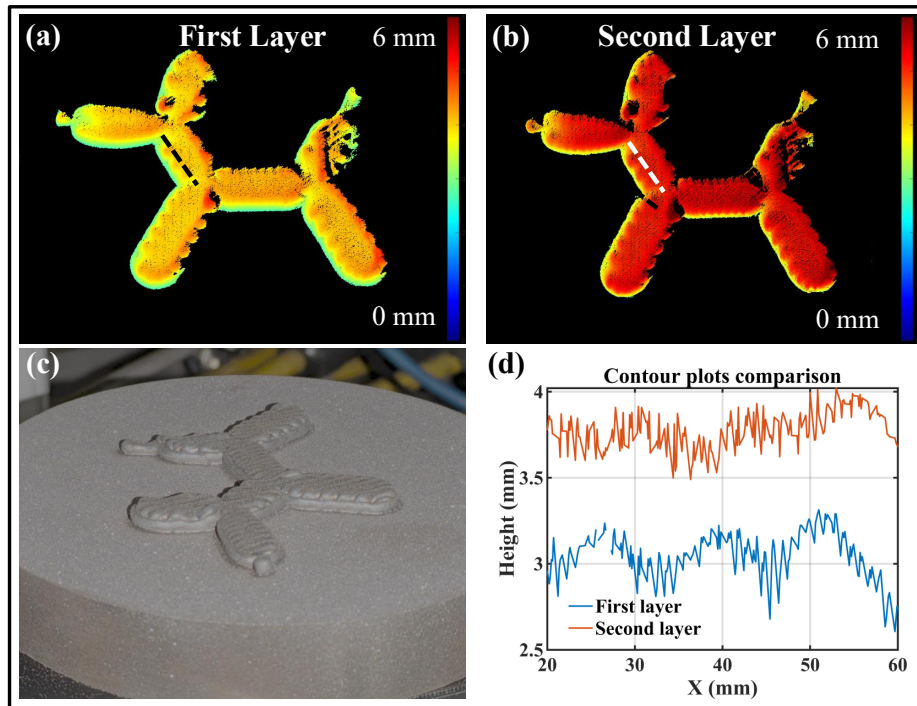 (a)
First Layer
6 mm
0 mm
(b)
Second Layer
6 mm
0 mm
(c)
(d)
Contour plots comparison
4
3.5
3
2.5
Height (mm)
First layer
Second layer
20
30
40
50
60
X (mm)